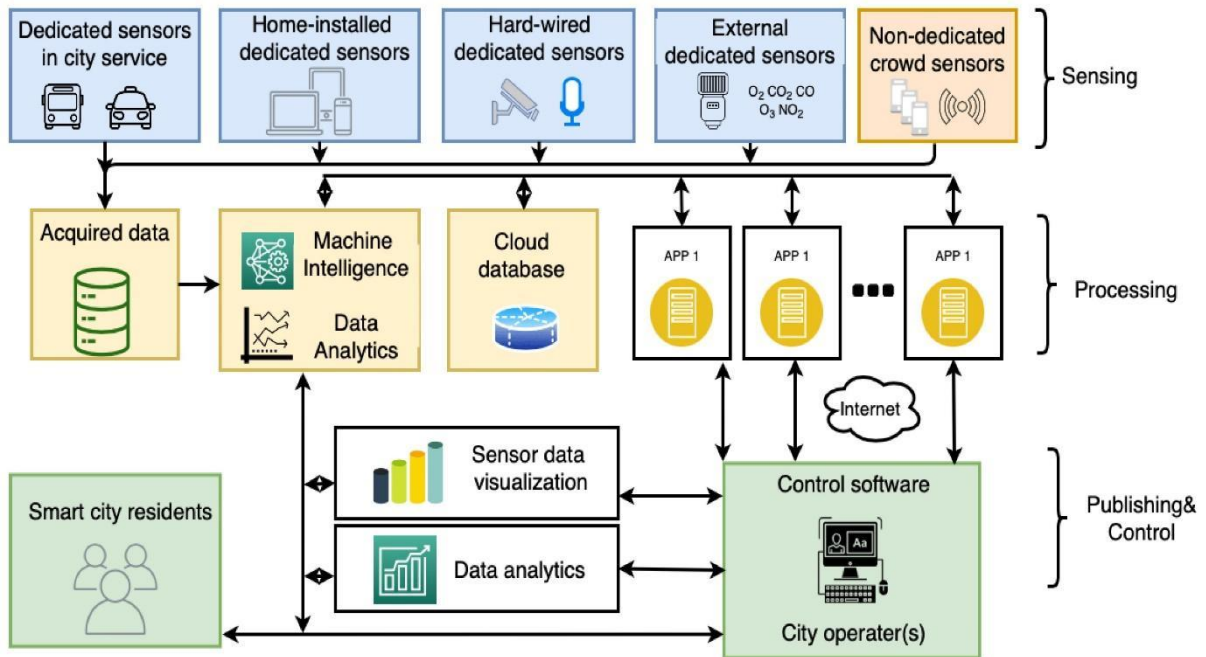 Dedicated sensors
in city service
Home-installed
dedicated sensors
Hard-wired
dedicated sensors
External
dedicated sensors
O2 CO2 CO
O3 NO2
Non-dedicated
crowd sensors
Sensing
Acquired data
Machine
Intelligence
Data
Analytics
Cloud
database
APP 1
APP 1
APP 1
Processing
Internet
Sensor data
visualization
Data analytics
Smart city residents
Control software
Aa
City operater(s)
Publishing&
Control